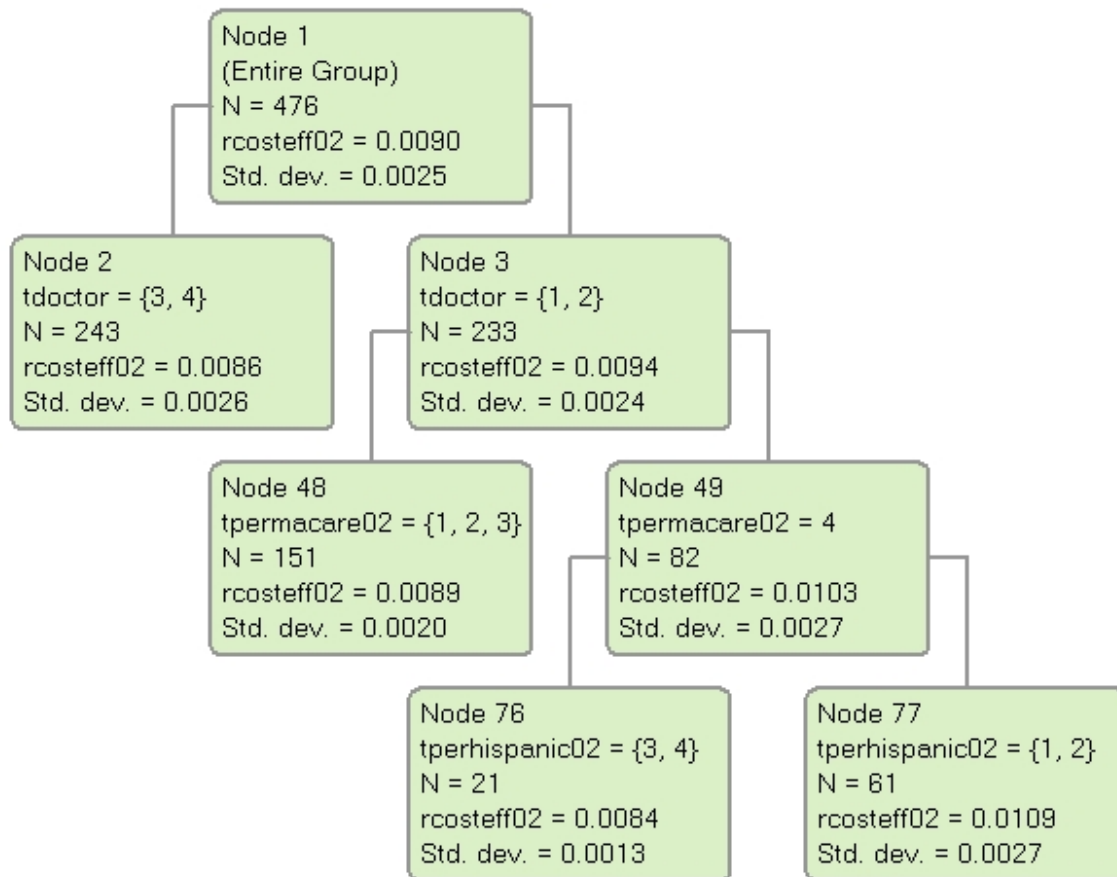 Node 1
(Entire Group)
N = 476
rcosteff02 = 0.0090
Std. dev. = 0.0025
Node 2
tdoctor = {3, 4}
N = 243
rcosteff02 = 0.0086
Std. dev. = 0.0026
Node 3
tdoctor = {1, 2}
N = 233
rcosteff02 = 0.0094
Std. dev. = 0.0024
Node 48
tpermacare02 = {1, 2, 3}
N = 151
rcosteff02 = 0.0089
Std. dev. = 0.0020
Node 49
tpermacare02 = 4
N = 82
rcosteff02 = 0.0103
Std. dev. = 0.0027
Node 76
tperhispanic02 = {3, 4}
N = 21
rcosteff02 = 0.0084
Std. dev. = 0.0013
Node 77
tperhispanic02 = {1, 2}
N = 61
rcosteff02 = 0.0109
Std. dev. = 0.0027